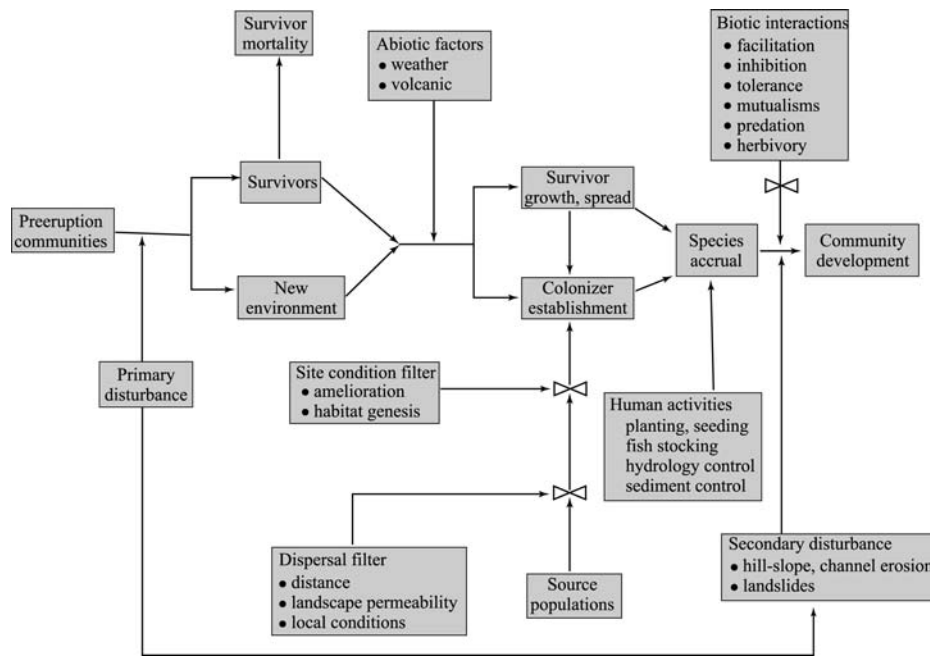 Survivor
mortality
Abiotic factors
● weather
● volcanic
Biotic interactions
● facilitation
● inhibition
● tolerance
● mutualisms
● predation
● herbivory
Survivors
Survivor
growth, spread
Preeruption
communities
Species
accrual
Community
development
New
environment
Colonizer
establishment
Primary
disturbance
Site condition filter
● amelioration
● habitat genesis
Human activities
planting, seeding
fish stocking
hydrology control
sediment control
Dispersal filter
● distance
● landscape permeability
● local conditions
Source
populations
Secondary disturbance
● hill-slope, channel erosion
● landslides